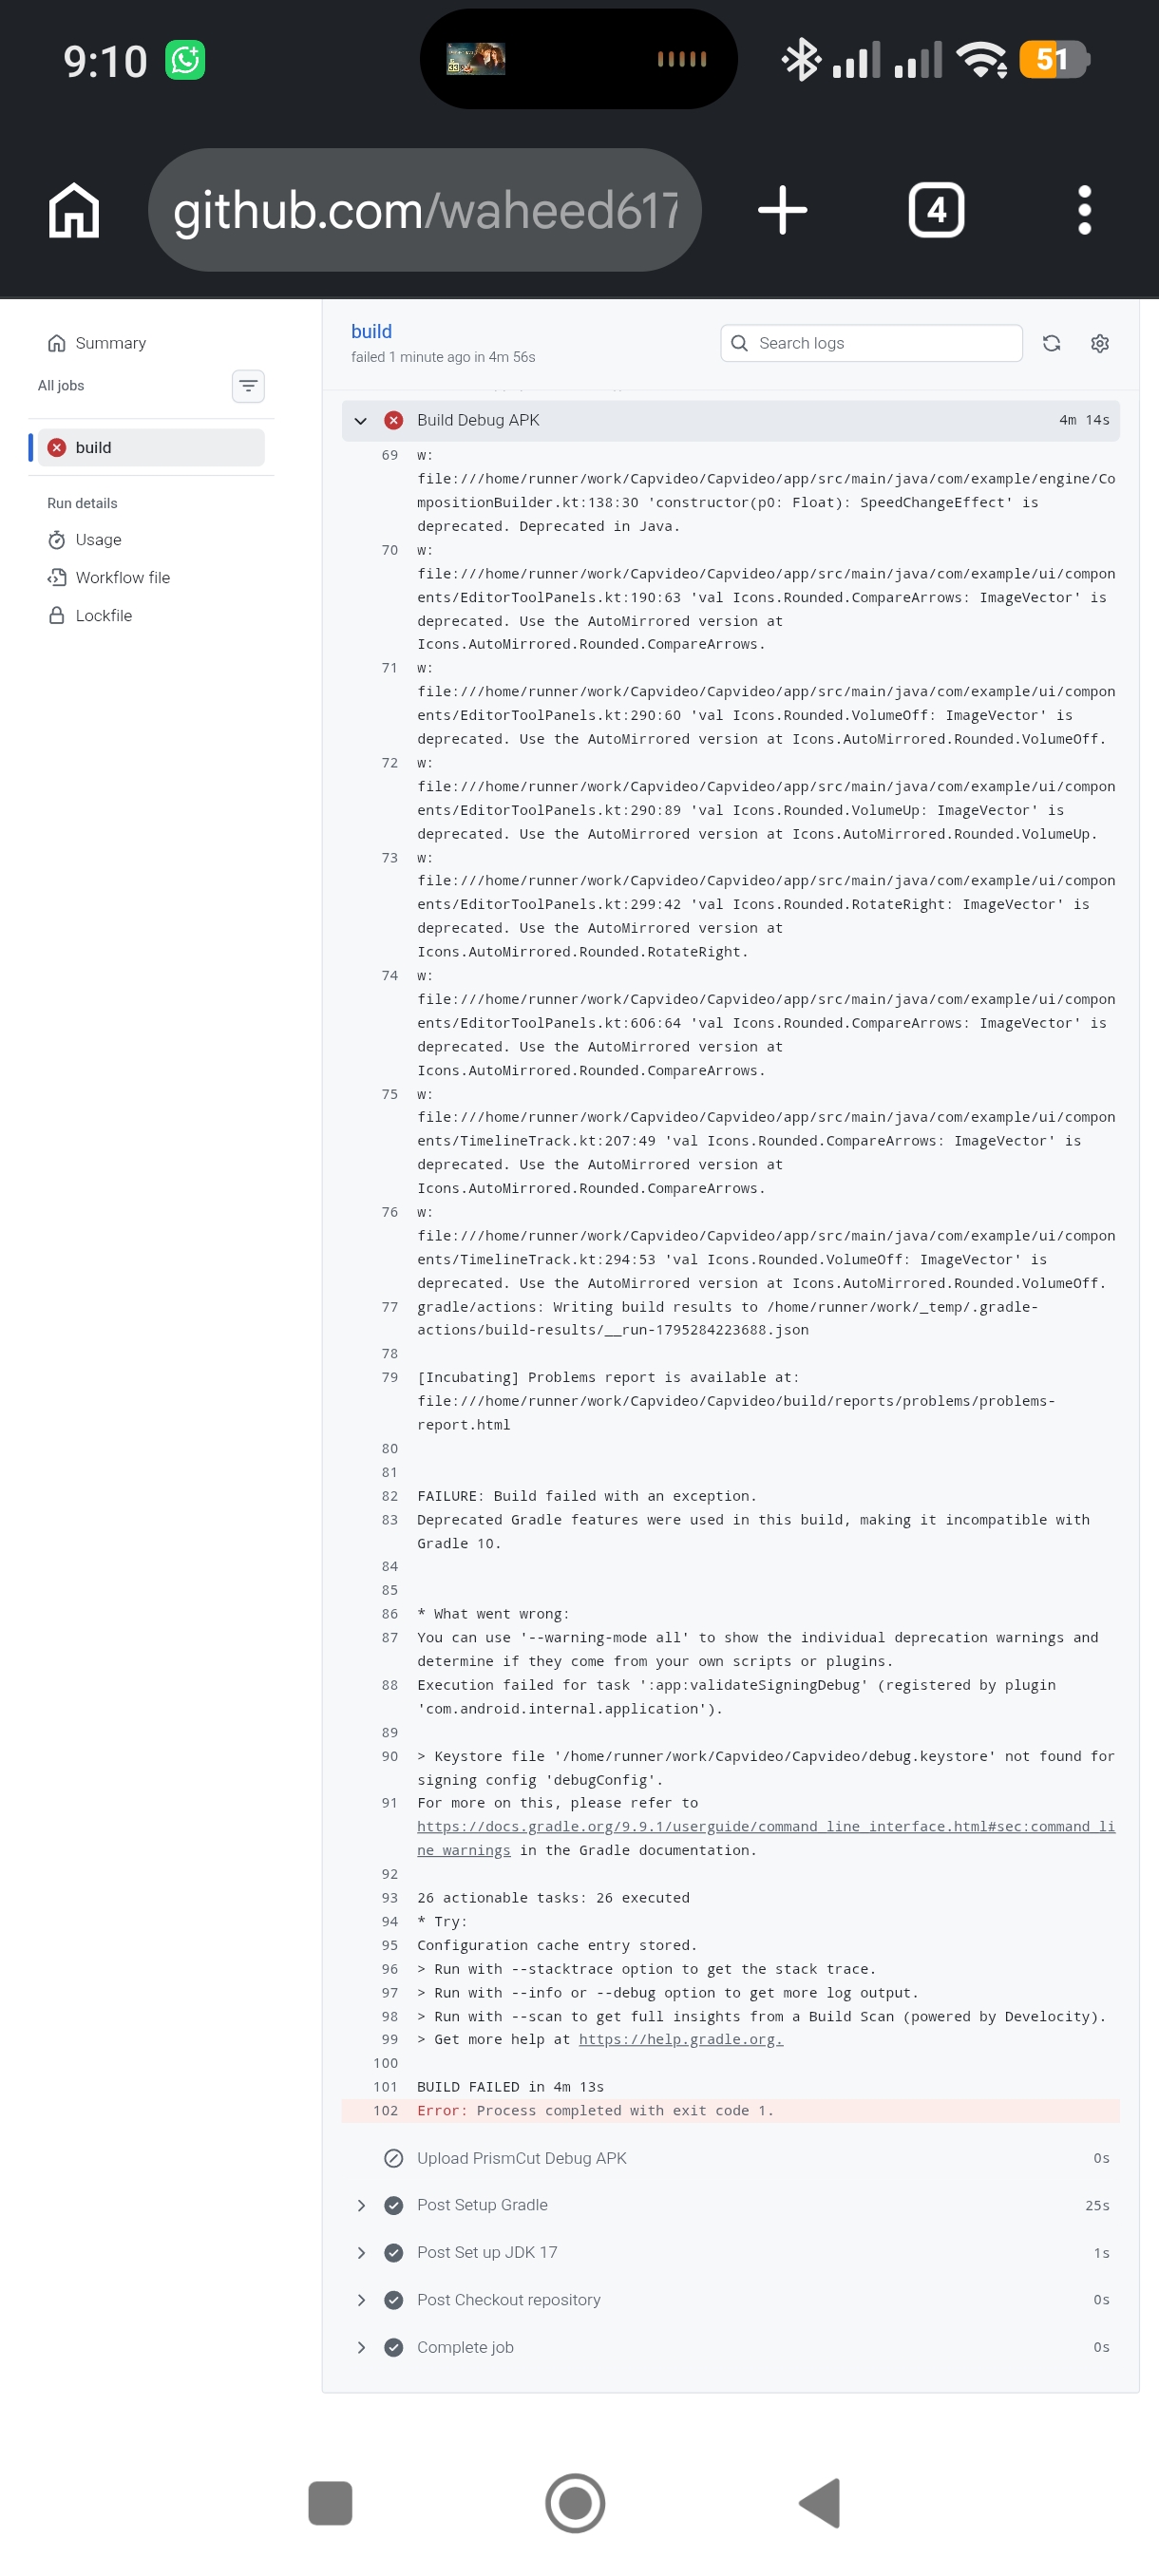 9:10
51
github.com/waheed617
4
Summary
All jobs
build
Run details
Usage
Workflow file
Lockfile
build
failed 1 minute ago in 4m 56s
Search logs
Build Debug APK 4m 14s
69 w:
file:///home/runner/work/Capvideo/Capvideo/app/src/main/java/com/example/engine/Co
mpositionBuilder.kt:138:30 'constructor(p0: Float): SpeedChangeEffect' is
deprecated. Deprecated in Java.
70 w:
file:///home/runner/work/Capvideo/Capvideo/app/src/main/java/com/example/ui/compon
ents/EditorToolPanels.kt:190:63 'val Icons.Rounded.CompareArrows: ImageVector' is
deprecated. Use the AutoMirrored version at
Icons.AutoMirrored.Rounded.CompareArrows.
71 w:
file:///home/runner/work/Capvideo/Capvideo/app/src/main/java/com/example/ui/compon
ents/EditorToolPanels.kt:290:60 'val Icons.Rounded.VolumeOff: ImageVector' is
deprecated. Use the AutoMirrored version at Icons.AutoMirrored.Rounded.VolumeOff.
72 w:
file:///home/runner/work/Capvideo/Capvideo/app/src/main/java/com/example/ui/compon
ents/EditorToolPanels.kt:290:89 'val Icons.Rounded.VolumeUp: ImageVector' is
deprecated. Use the AutoMirrored version at Icons.AutoMirrored.Rounded.VolumeUp.
73 w:
file:///home/runner/work/Capvideo/Capvideo/app/src/main/java/com/example/ui/compon
ents/EditorToolPanels.kt:299:42 'val Icons.Rounded.RotateRight: ImageVector' is
deprecated. Use the AutoMirrored version at
Icons.AutoMirrored.Rounded.RotateRight.
74 w:
file:///home/runner/work/Capvideo/Capvideo/app/src/main/java/com/example/ui/compon
ents/EditorToolPanels.kt:606:64 'val Icons.Rounded.CompareArrows: ImageVector' is
deprecated. Use the AutoMirrored version at
Icons.AutoMirrored.Rounded.CompareArrows.
75 w:
file:///home/runner/work/Capvideo/Capvideo/app/src/main/java/com/example/ui/compon
ents/TimelineTrack.kt:207:49 'val Icons.Rounded.CompareArrows: ImageVector' is
deprecated. Use the AutoMirrored version at
Icons.AutoMirrored.Rounded.CompareArrows.
76 w:
file:///home/runner/work/Capvideo/Capvideo/app/src/main/java/com/example/ui/compon
ents/TimelineTrack.kt:294:53 'val Icons.Rounded.VolumeOff: ImageVector' is
deprecated. Use the AutoMirrored version at Icons.AutoMirrored.Rounded.VolumeOff.
77 gradle/actions: Writing build results to /home/runner/work/_temp/.gradle-
actions/build-results/__run-1795284223688.json
78
79 [Incubating] Problems report is available at:
file:///home/runner/work/Capvideo/Capvideo/build/reports/problems/problems-
report.html
80
81
82 FAILURE: Build failed with an exception.
83 Deprecated Gradle features were used in this build, making it incompatible with
Gradle 10.
84
85
86 * What went wrong:
87 You can use '--warning-mode all' to show the individual deprecation warnings and
determine if they come from your own scripts or plugins.
88 Execution failed for task ':app:validateSigningDebug' (registered by plugin
'com.android.internal.application').
89
90 > Keystore file '/home/runner/work/Capvideo/Capvideo/debug.keystore' not found for
signing config 'debugConfig'.
91 For more on this, please refer to
https://docs.gradle.org/9.9.1/userguide/command_line_interface.html#sec:command_li
ne_warnings in the Gradle documentation.
92
93 26 actionable tasks: 26 executed
94 * Try:
95 Configuration cache entry stored.
96 > Run with --stacktrace option to get the stack trace.
97 > Run with --info or --debug option to get more log output.
98 > Run with --scan to get full insights from a Build Scan (powered by Develocity).
99 > Get more help at https://help.gradle.org.
100
101 BUILD FAILED in 4m 13s
102 Error: Process completed with exit code 1.
Upload PrismCut Debug APK 0s
Post Setup Gradle 25s
Post Set up JDK 17 1s
Post Checkout repository 0s
Complete job 0s